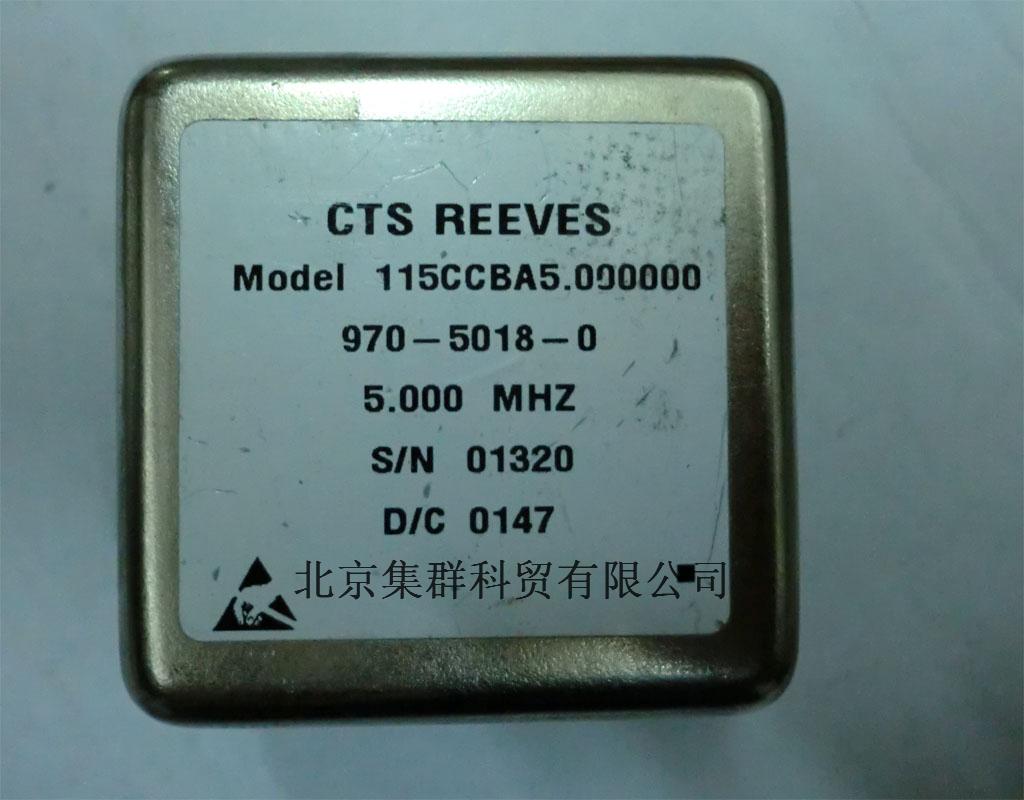 CTS REEVES
Model 115CCBA5.000000
970-5018-0
5.000 MHZ
S/N 01320
D/C 0147
北京集群科贸有限公司